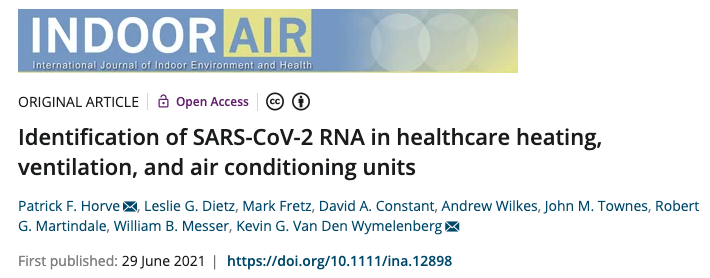 INDOOR AIR
International Journal of Indoor Environment and Health
ORIGINAL ARTICLE | Open Access | cc
Identification of SARS-CoV-2 RNA in healthcare heating,
ventilation, and air conditioning units
Patrick F. Horve, Leslie G. Dietz, Mark Fretz, David A. Constant, Andrew Wilkes, John M. Townes, Robert
G. Martindale, William B. Messer, Kevin G. Van Den Wymelenberg
First published: 29 June 2021 | https://doi.org/10.1111/ina.12898